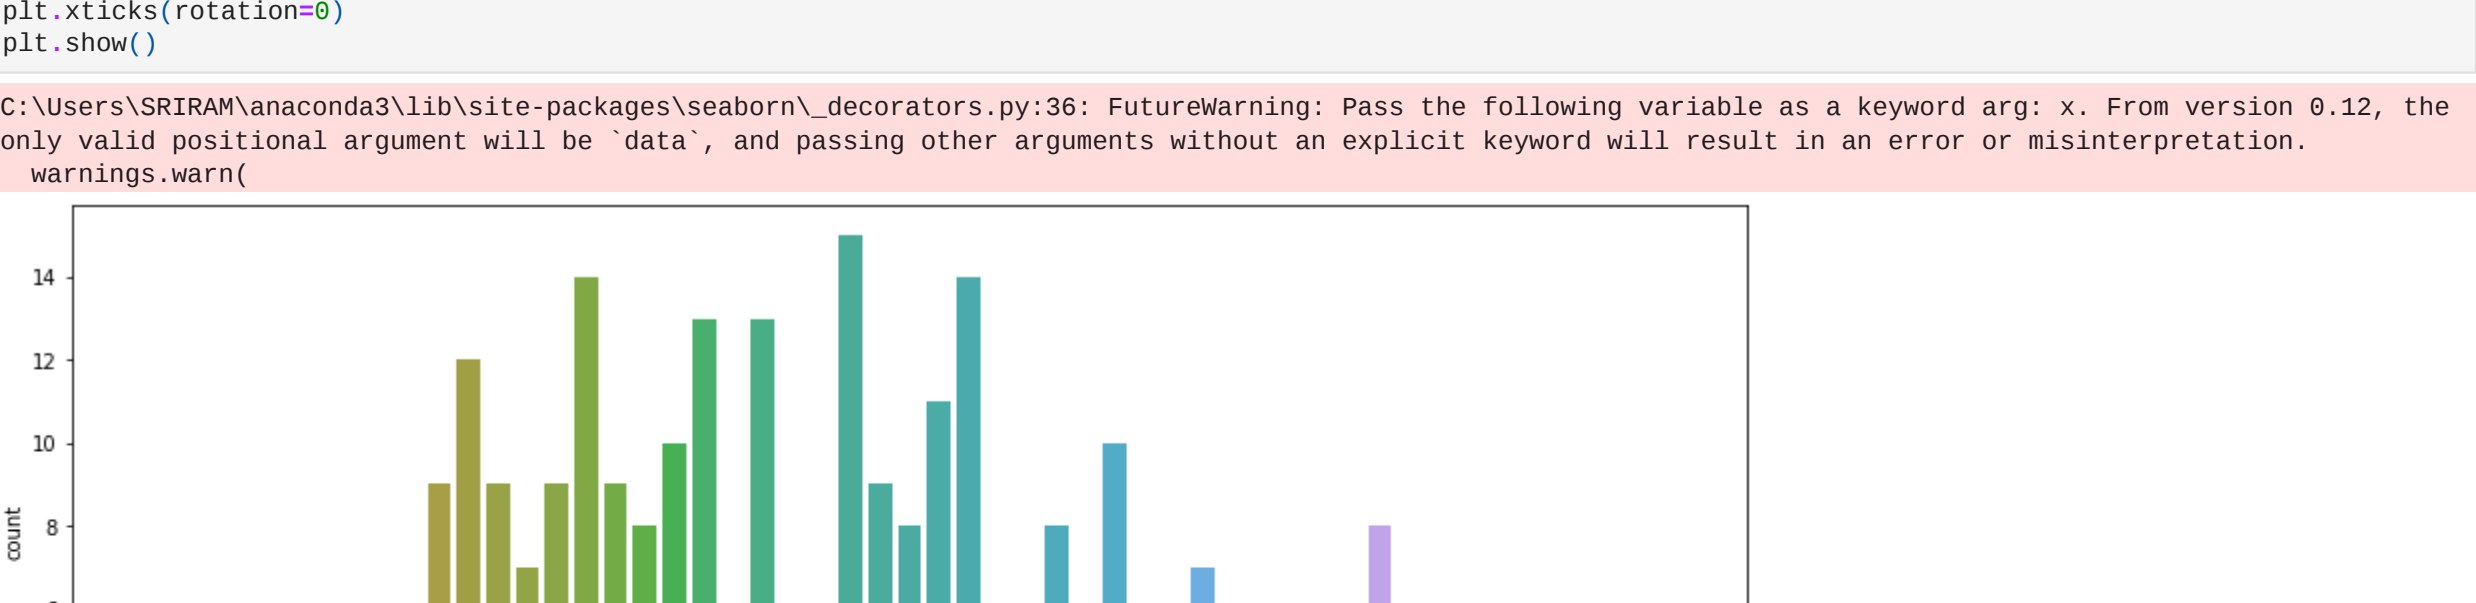 plt.xticks(rotation=0)
plt.show()
C:\Users\SRIRAM\anaconda3\lib\site-packages\seaborn\_decorators.py:36: FutureWarning: Pass the following variable as a keyword arg: x. From version 0.12, the
only valid positional argument will be `data`, and passing other arguments without an explicit keyword will result in an error or misinterpretation.
  warnings.warn(
14
12
10
8
count